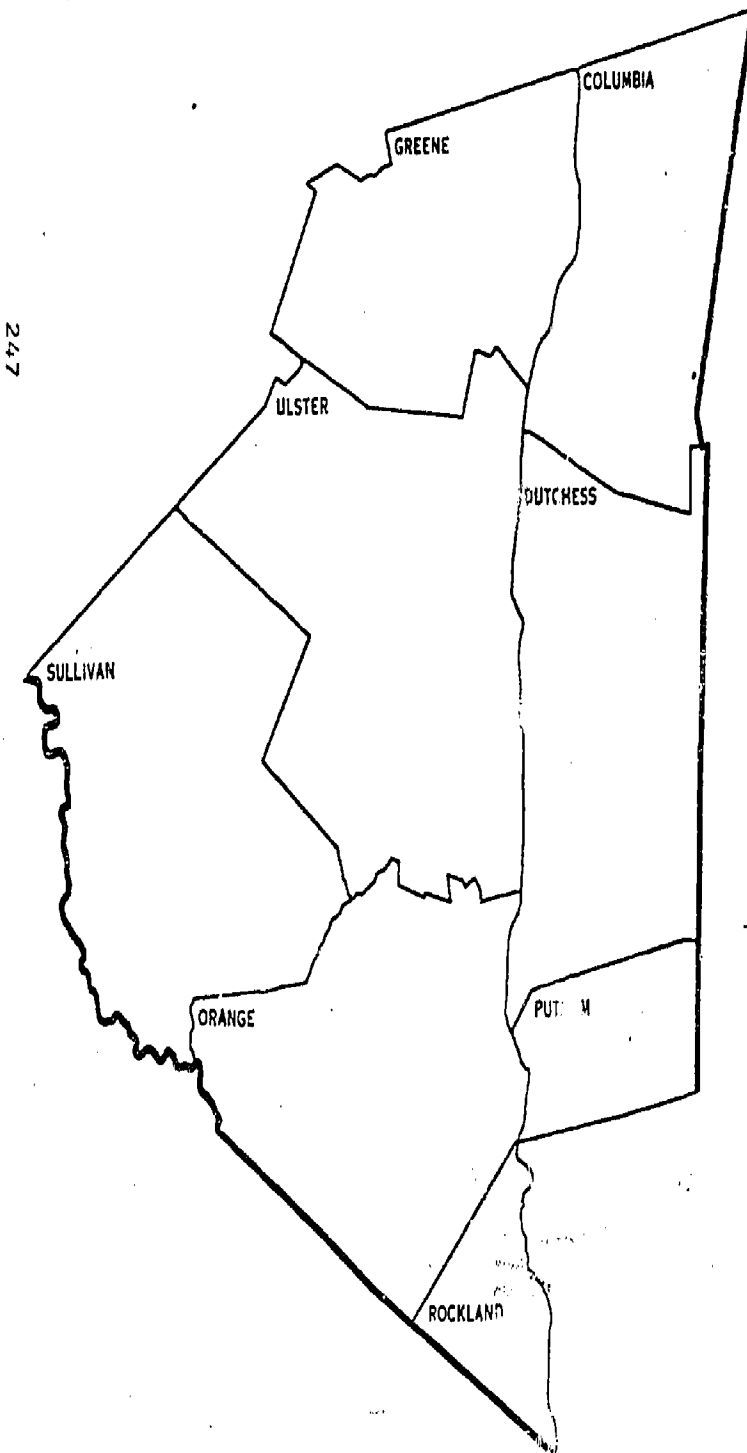 COLUMBIA
GREENE
247
ULSTER
DUTCHESS
SULLIVAN
ORANGE
ROCKLAND